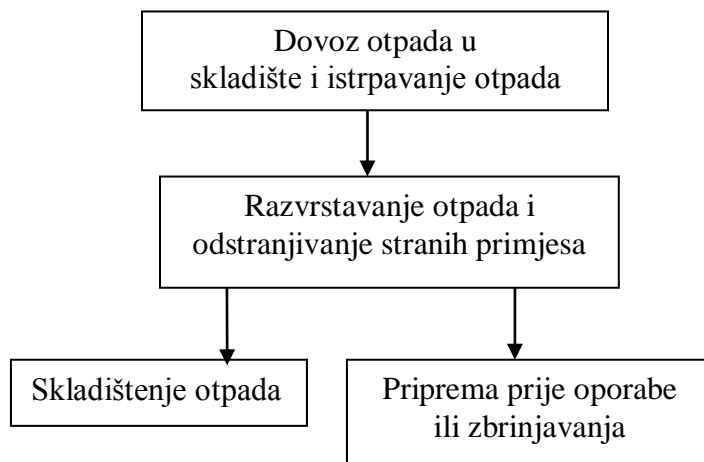 Dovoz otpada u
skladište i istrpavanje otpada
Razvrstavanje otpada i
odstranjivanje stranih primjesa
Skladištenje otpada
Priprema prije oporabe
ili zbrinjavanja